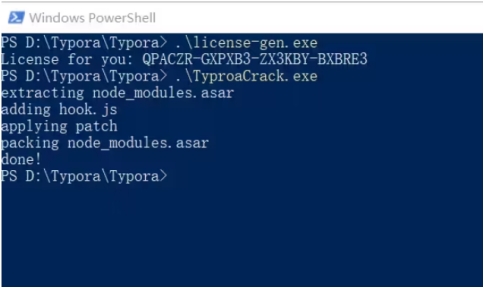 Windows PowerShell
PS D:\Typora\Typora> .\license-gen.exe
License for you: QPACZR-GXPXB3-ZX3KBY-BXBRE3
PS D:\Typora\Typora> .\TyproaCrack.exe
extracting node_modules.asar
adding hook.js
applying patch
packing node_modules.asar
done!
PS D:\Typora\Typora>